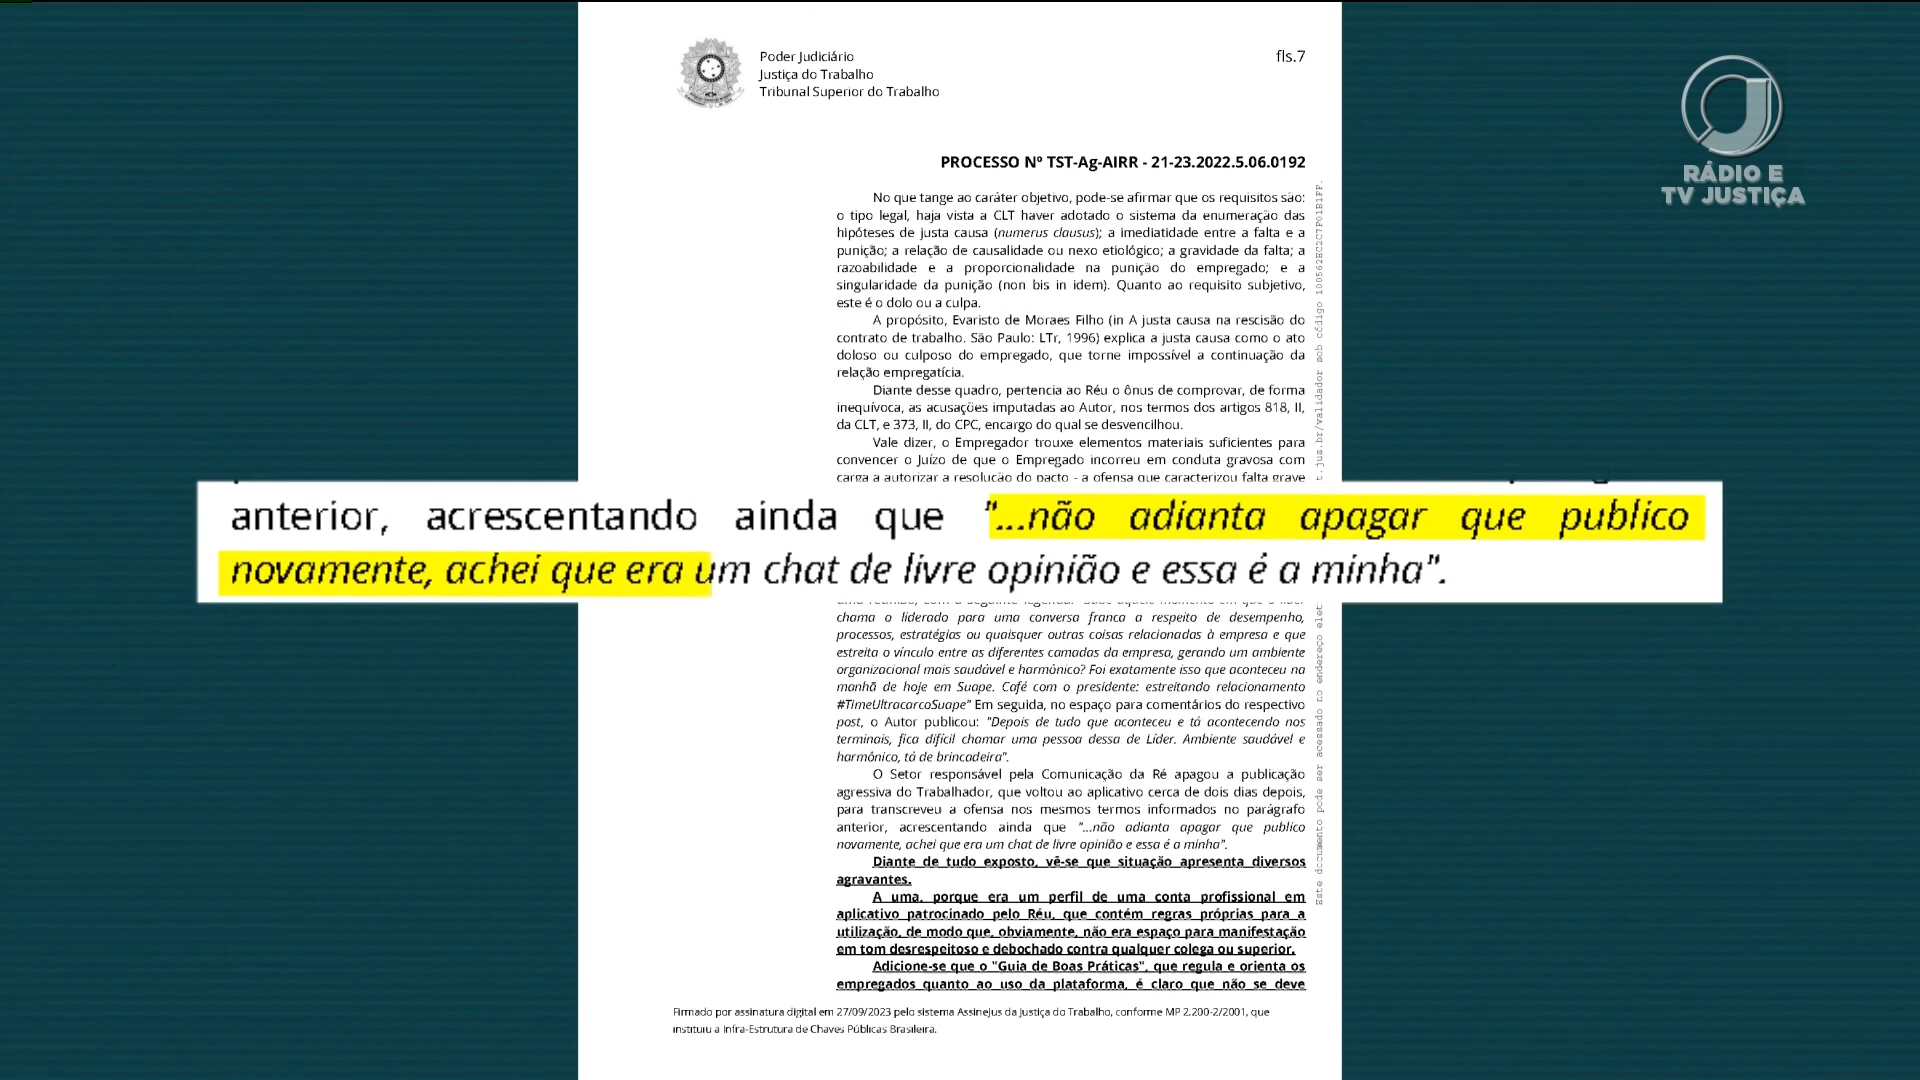 Poder Judiciário
Justiça do Trabalho
Tribunal Superior do Trabalho
fls.7
RÁDIO E
TV JUSTIÇA
PROCESSO Nº TST-Ag-AIRR - 21-23.2022.5.06.0192
No que tange ao caráter objetivo, pode-se afirmar que os requisitos são:
o tipo legal, haja vista a CLT haver adotado o sistema da enumeração das
hipóteses de justa causa (numerus clausus); a imediatidade entre a falta e a
punição; a relação de causalidade ou nexo etiológico; a gravidade da falta; a
razoabilidade e a proporcionalidade na punição do empregado; e a
singularidade da punição (non bis in idem). Quanto ao requisito subjetivo,
este é o dolo ou a culpa.
A propósito, Evaristo de Moraes Filho (in A justa causa na rescisão do
contrato de trabalho. São Paulo: LTr, 1996) explica a justa causa como o ato
doloso ou culposo do empregado, que torne impossível a continuação da
relação empregatícia.
Diante desse quadro, pertencia ao Réu o ônus de comprovar, de forma
inequívoca, as acusações imputadas ao Autor, nos termos dos artigos 818, II,
da CLT, e 373, II, do CPC, encargo do qual se desvencilhou.
Vale dizer, o Empregador trouxe elementos materiais suficientes para
convencer o Juízo de que o Empregado incorreu em conduta gravosa com
carga a autorizar a resolução do pacto - a ofensa que caracterizou falta grave
anterior, acrescentando ainda que "...não adianta apagar que publico
novamente, achei que era um chat de livre opinião e essa é a minha".
chama o liderado para uma conversa franca a respeito de desempenho,
processos, estratégias ou quaisquer outras coisas relacionadas à empresa e que
estreita o vínculo entre as diferentes camadas da empresa, gerando um ambiente
organizacional mais saudável e harmônico? Foi exatamente isso que aconteceu na
manhã de hoje em Suape. Café com o presidente: estreitando relacionamento
#TimeUltracarcoSuape" Em seguida, no espaço para comentários do respectivo
post, o Autor publicou: "Depois de tudo que aconteceu e tá acontecendo nos
terminais, fica difícil chamar uma pessoa dessa de Líder. Ambiente saudável e
harmônico, tá de brincadeira".
O Setor responsável pela Comunicação da Ré apagou a publicação
agressiva do Trabalhador, que voltou ao aplicativo cerca de dois dias depois,
para transcreveu a ofensa nos mesmos termos informados no parágrafo
anterior, acrescentando ainda que "...não adianta apagar que publico
novamente, achei que era um chat de livre opinião e essa é a minha".
Diante de tudo exposto, vê-se que situação apresenta diversos
agravantes.
A uma, porque era um perfil de uma conta profissional em
aplicativo patrocinado pelo Réu, que contém regras próprias para a
utilização, de modo que, obviamente, não era espaço para manifestação
em tom desrespeitoso e debochado contra qualquer colega ou superior.
Adicione-se que o "Guia de Boas Práticas", que regula e orienta os
empregados quanto ao uso da plataforma, é claro que não se deve
Firmado por assinatura digital em 27/09/2023 pelo sistema AssineJus da Justiça do Trabalho, conforme MP 2.200-2/2001, que
instituiu a Infra-Estrutura de Chaves Públicas Brasileira.
Este documento pode ser acessado no endereço elet